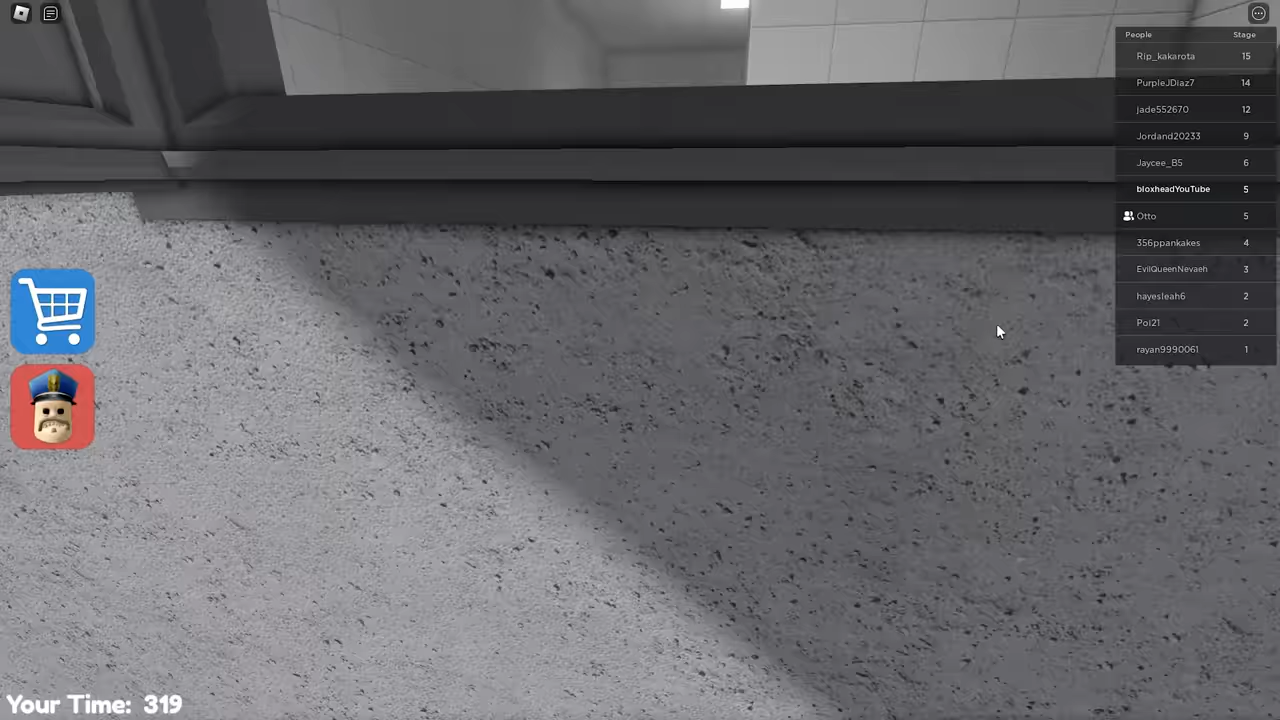 People Stage
Rip_kakarota 15
PurpleJDiaz7 14
jade552670 12
Jordand20233 9
Jaycee_B5 6
bloxheadYouTube 5
Otto 5
356ppankakes 4
EvilQueenNevaeh 3
hayesleah6 2
Poi21 2
rayan9990061 1
Your Time: 319